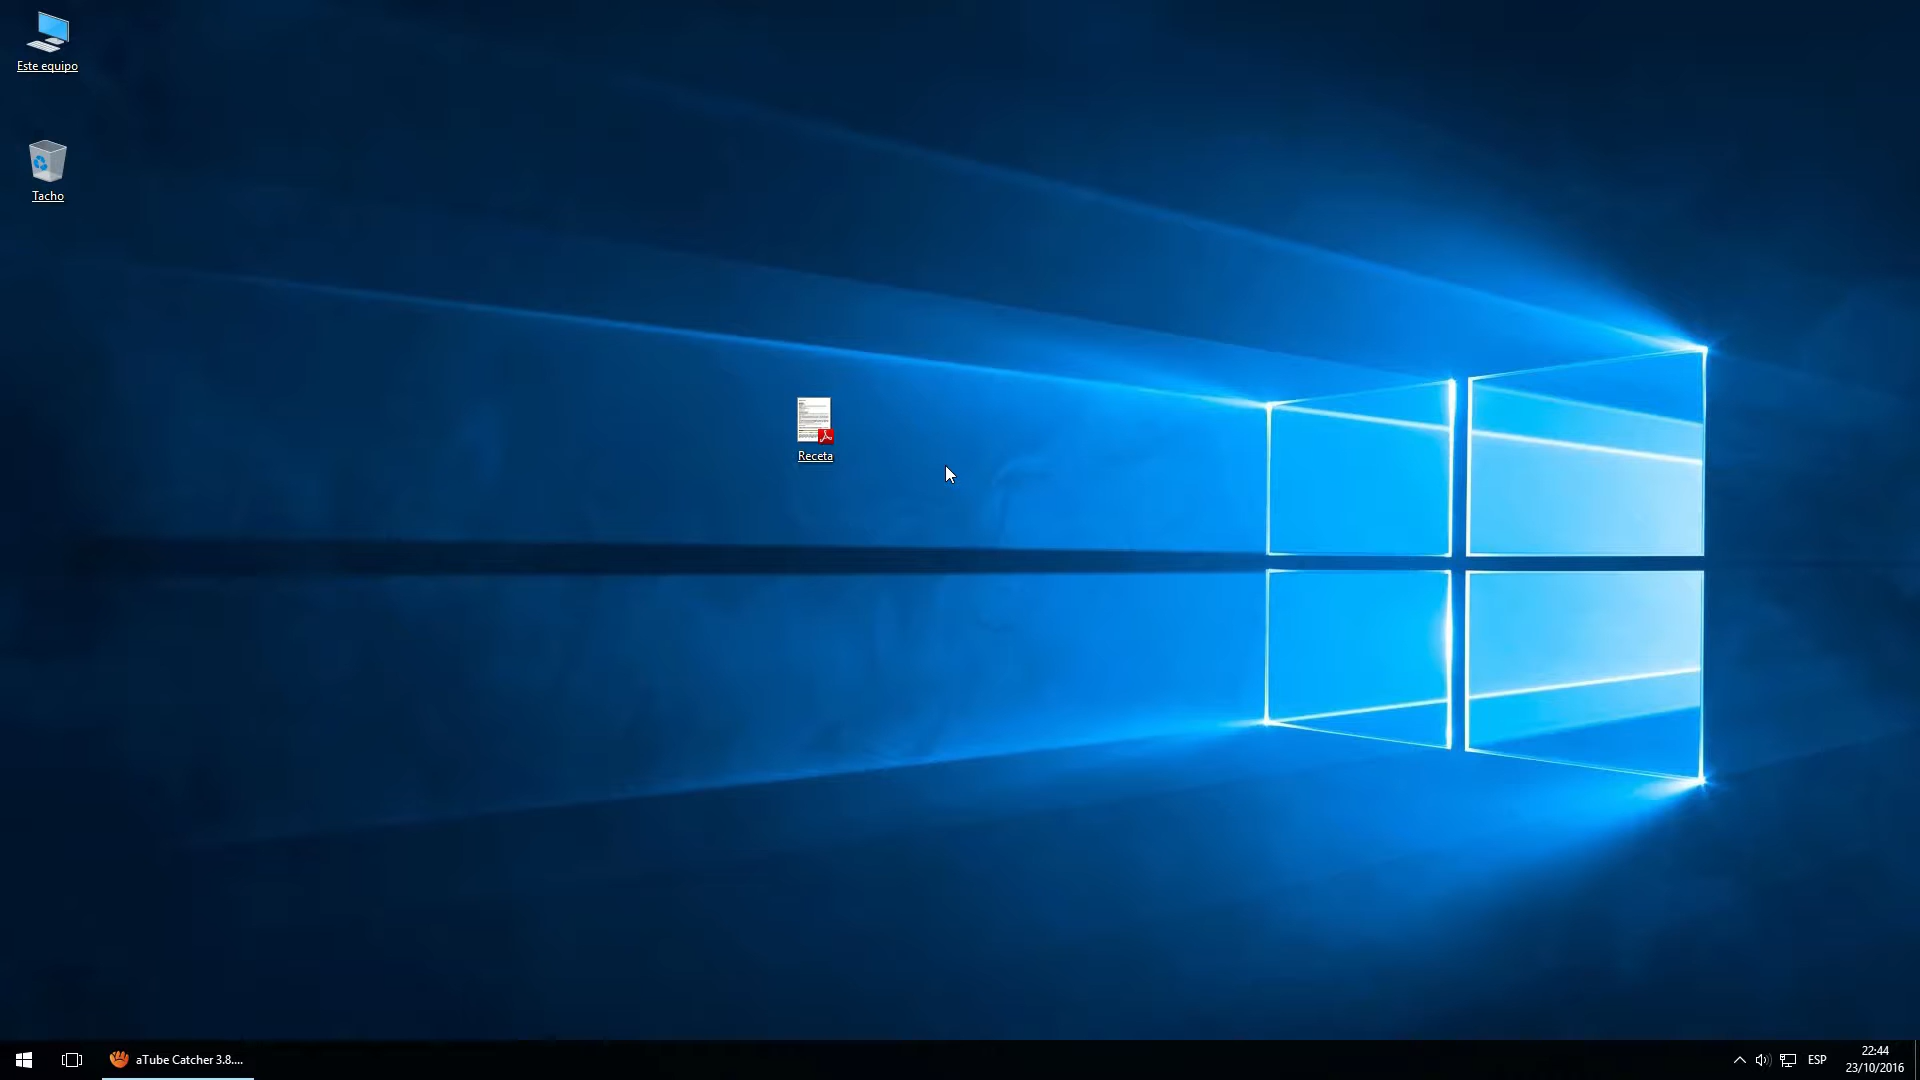 Este equipo
Tacho
Receta
aTube Catcher 3.8....
ESP
22:44
23/10/2016